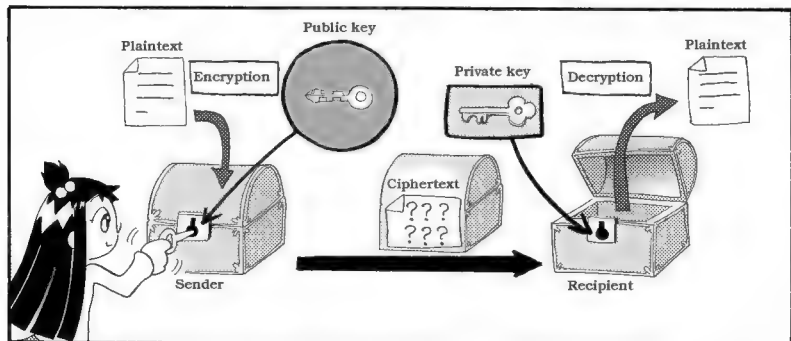 Public key
Plaintext
Encryption
Private key
Decryption
Plaintext
Ciphertext
? ? ?
? ? ?
Sender
Recipient